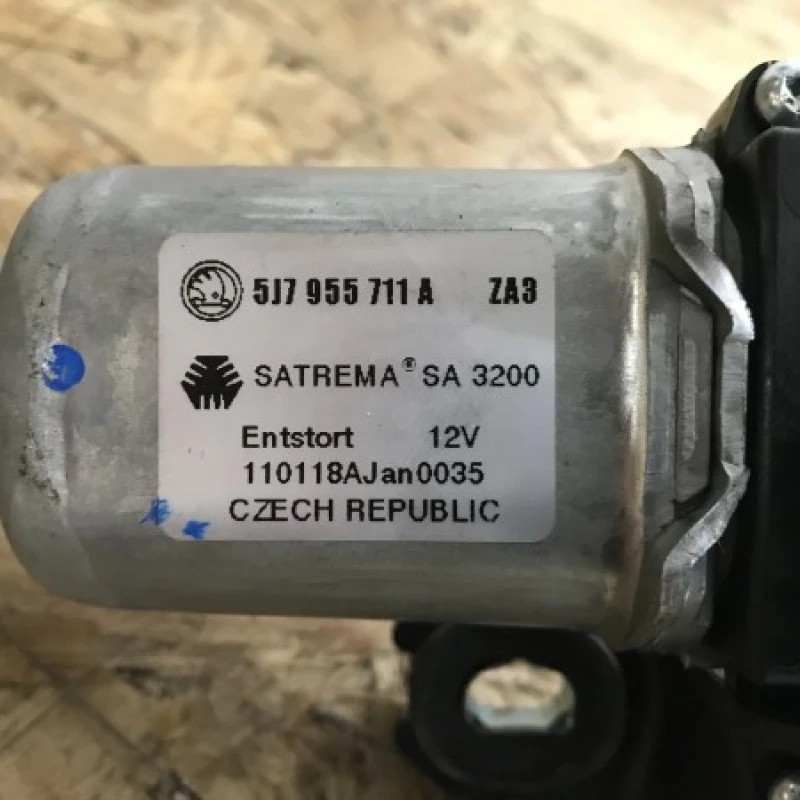 5J7 955 711 A ZA3
SATREMA® SA 3200
Entstort 12V
110118AJan0035
CZECH REPUBLIC